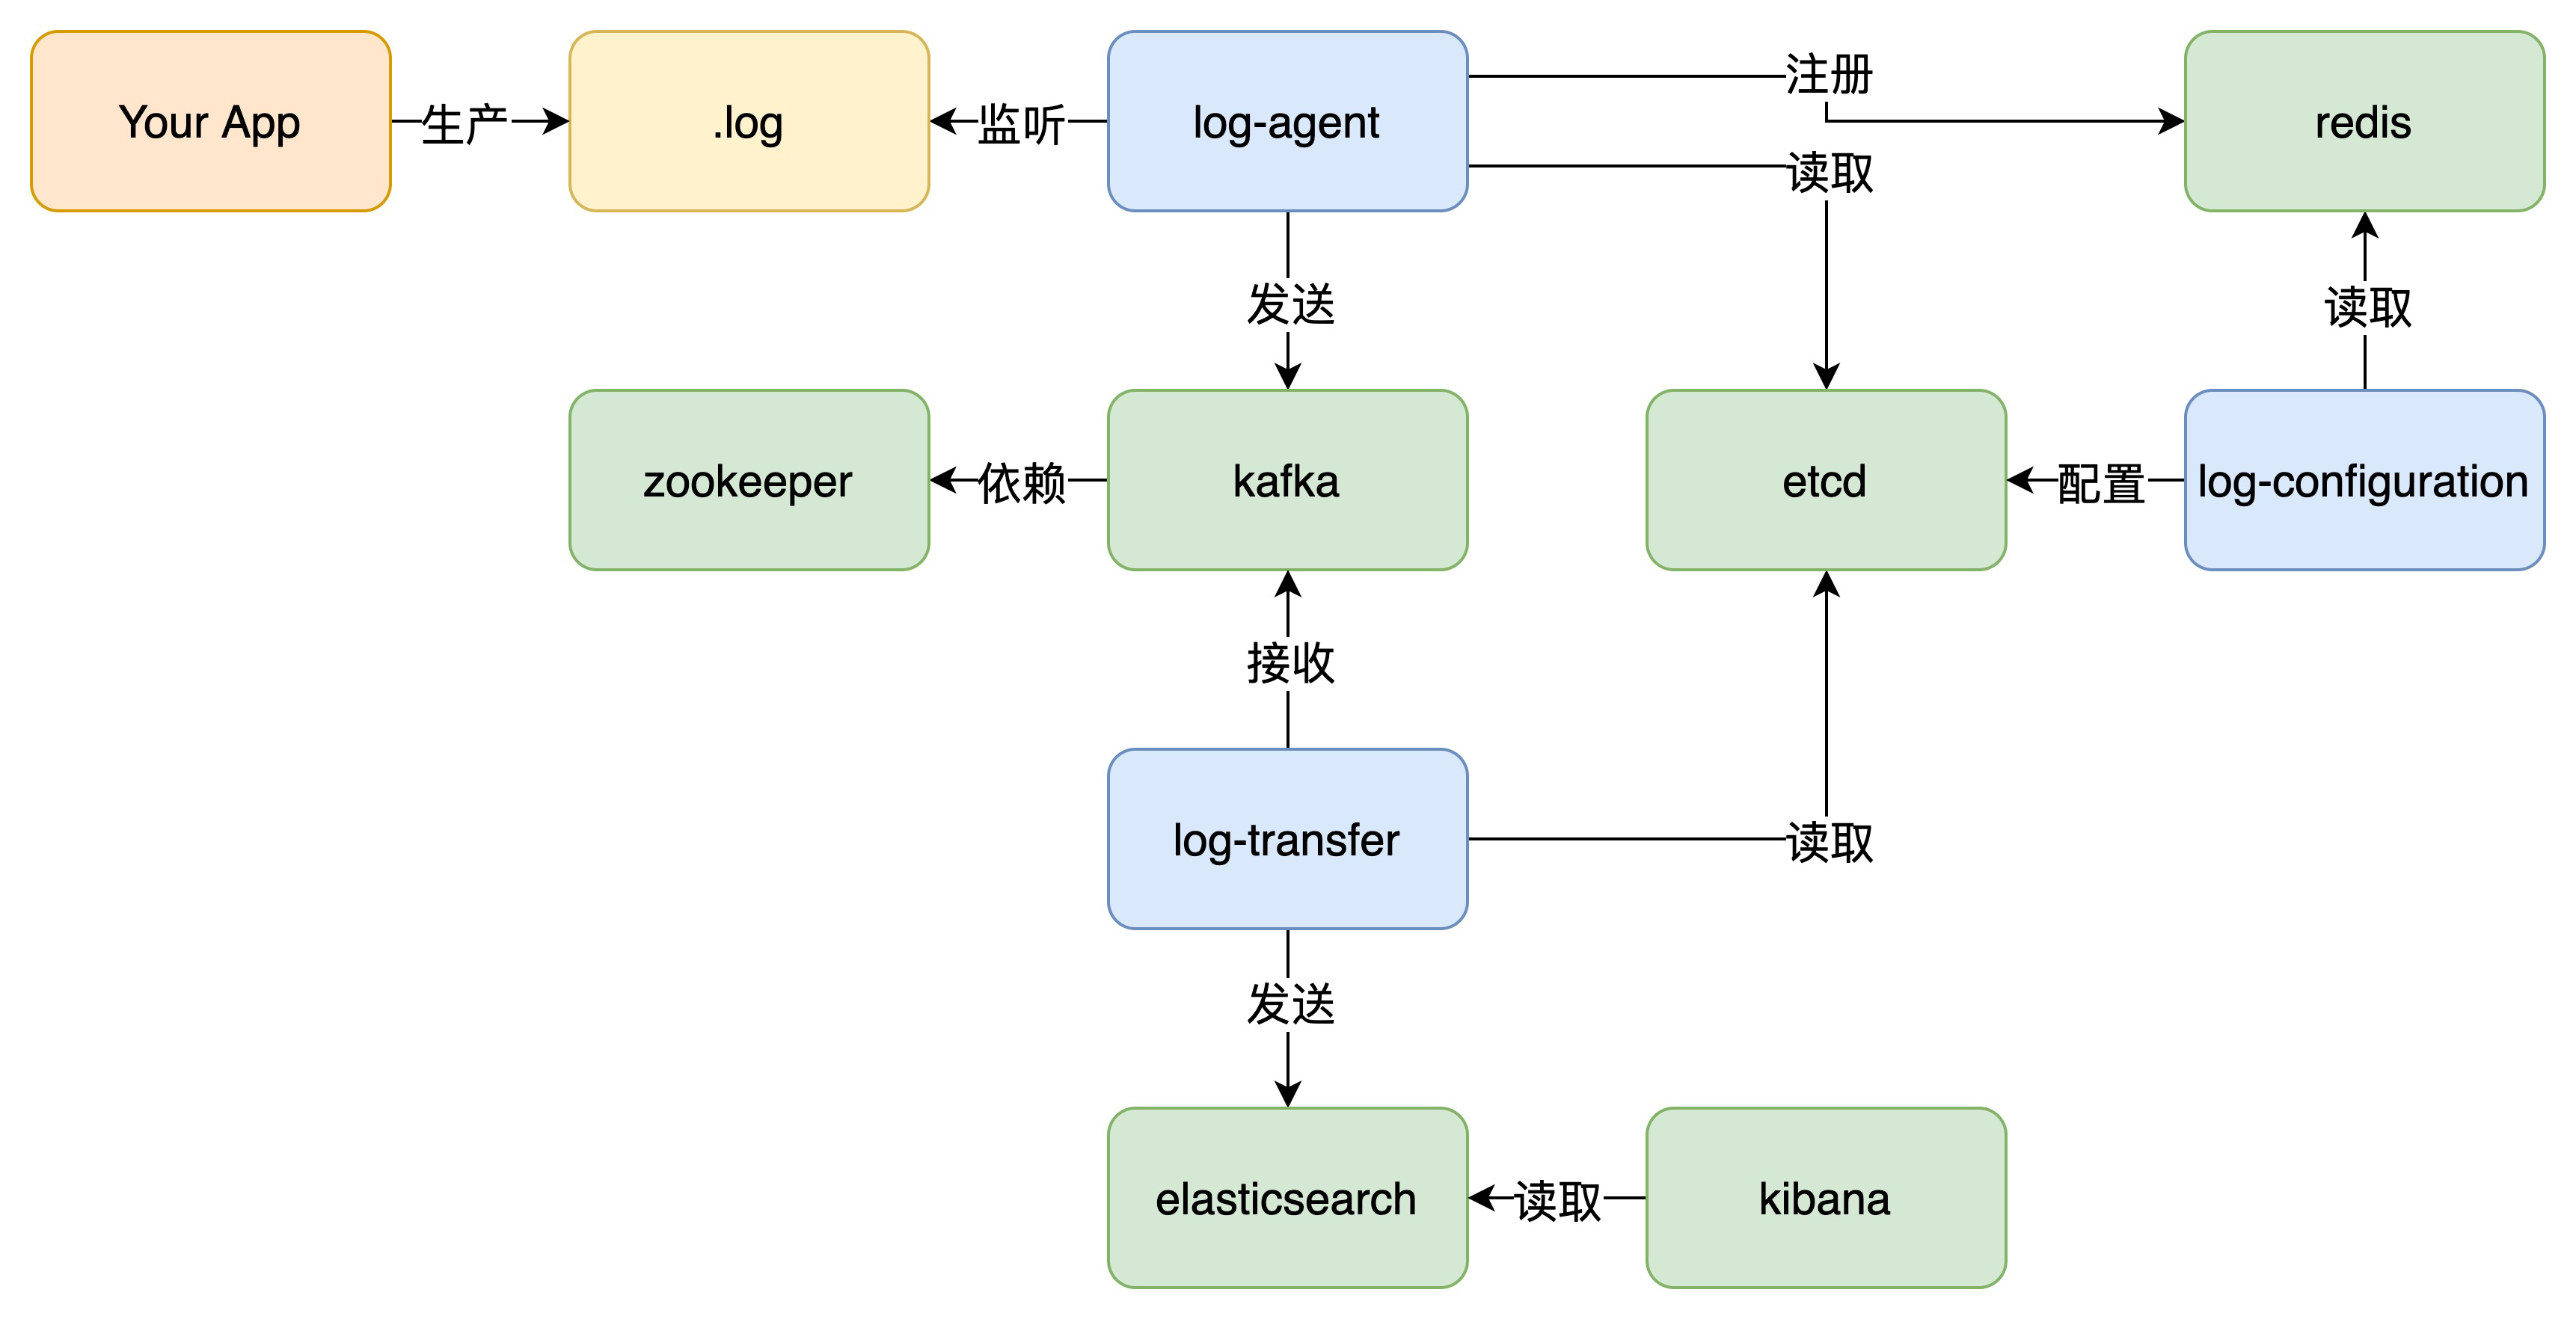 Your App
生产
.log
监听
log-agent
注册
读取
redis
发送
读取
zookeeper
依赖
kafka
etcd
配置
log-configuration
接收
log-transfer
读取
发送
elasticsearch
读取
kibana